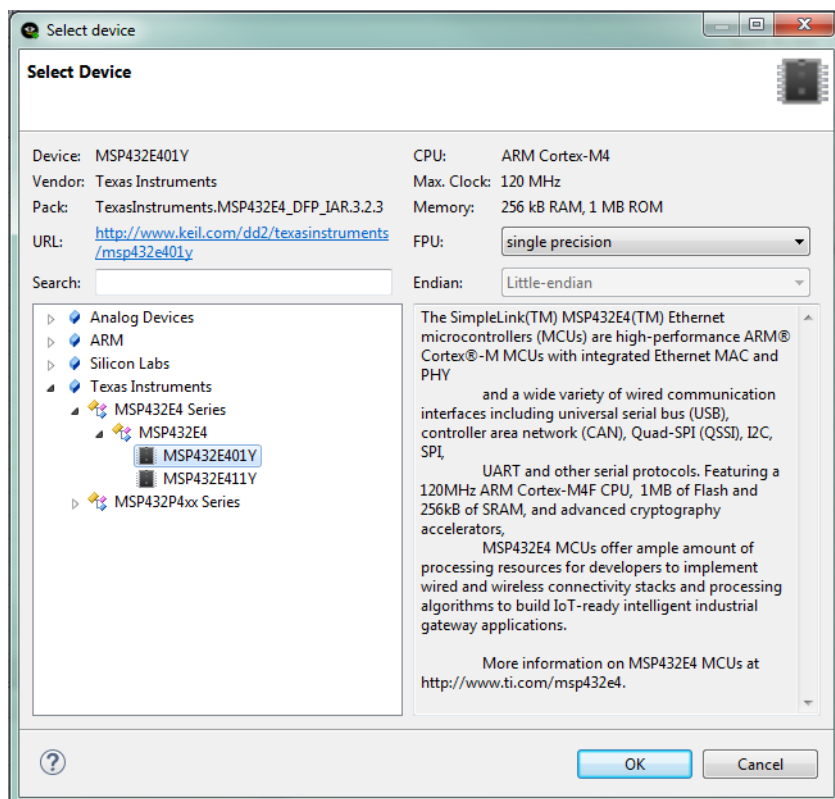 Select device
Select Device
Device: MSP432E401Y
Vendor: Texas Instruments
Pack: TexasInstruments.MSP432E4_DFP_IAR.3.2.3
URL: http://www.keil.com/dd2/texasinstruments
/msp432e401y
Search:
CPU: ARM Cortex-M4
Max. Clock: 120 MHz
Memory: 256 kB RAM, 1 MB ROM
FPU: single precision
Endian: Little-endian
Analog Devices
ARM
Silicon Labs
Texas Instruments
MSP432E4 Series
MSP432E4
MSP432E401Y
MSP432E411Y
MSP432P4xx Series
The SimpleLink(TM) MSP432E4(TM) Ethernet
microcontrollers (MCUs) are high-performance ARM®
Cortex®-M MCUs with integrated Ethernet MAC and
PHY
and a wide variety of wired communication
interfaces including universal serial bus (USB),
controller area network (CAN), Quad-SPI (QSSI), I2C,
SPI,
UART and other serial protocols. Featuring a
120MHz ARM Cortex-M4F CPU, 1MB of Flash and
256kB of SRAM, and advanced cryptography
accelerators,
MSP432E4 MCUs offer ample amount of
processing resources for developers to implement
wired and wireless connectivity stacks and processing
algorithms to build IoT-ready intelligent industrial
gateway applications.
More information on MSP432E4 MCUs at
http://www.ti.com/msp432e4.
?
OK
Cancel